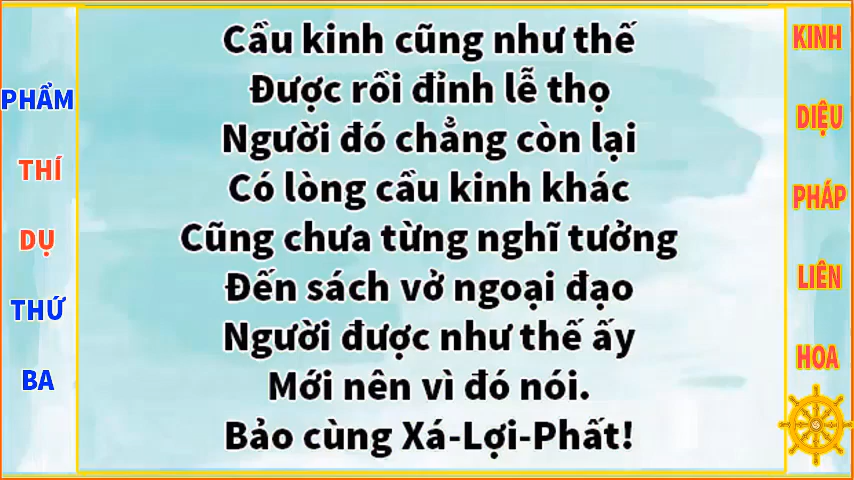 PHẨM
THÍ
DỤ
THỨ
BA
Cầu kinh cũng như thế
Được rồi đỉnh lễ thọ
Người đó chẳng còn lại
Có lòng cầu kinh khác
Cũng chưa từng nghĩ tưởng
Đến sách vở ngoại đạo
Người được như thế ấy
Mới nên vì đó nói.
Bảo cùng Xá-Lợi-Phất!
KINH
DIỆU
PHÁP
LIÊN
HOA